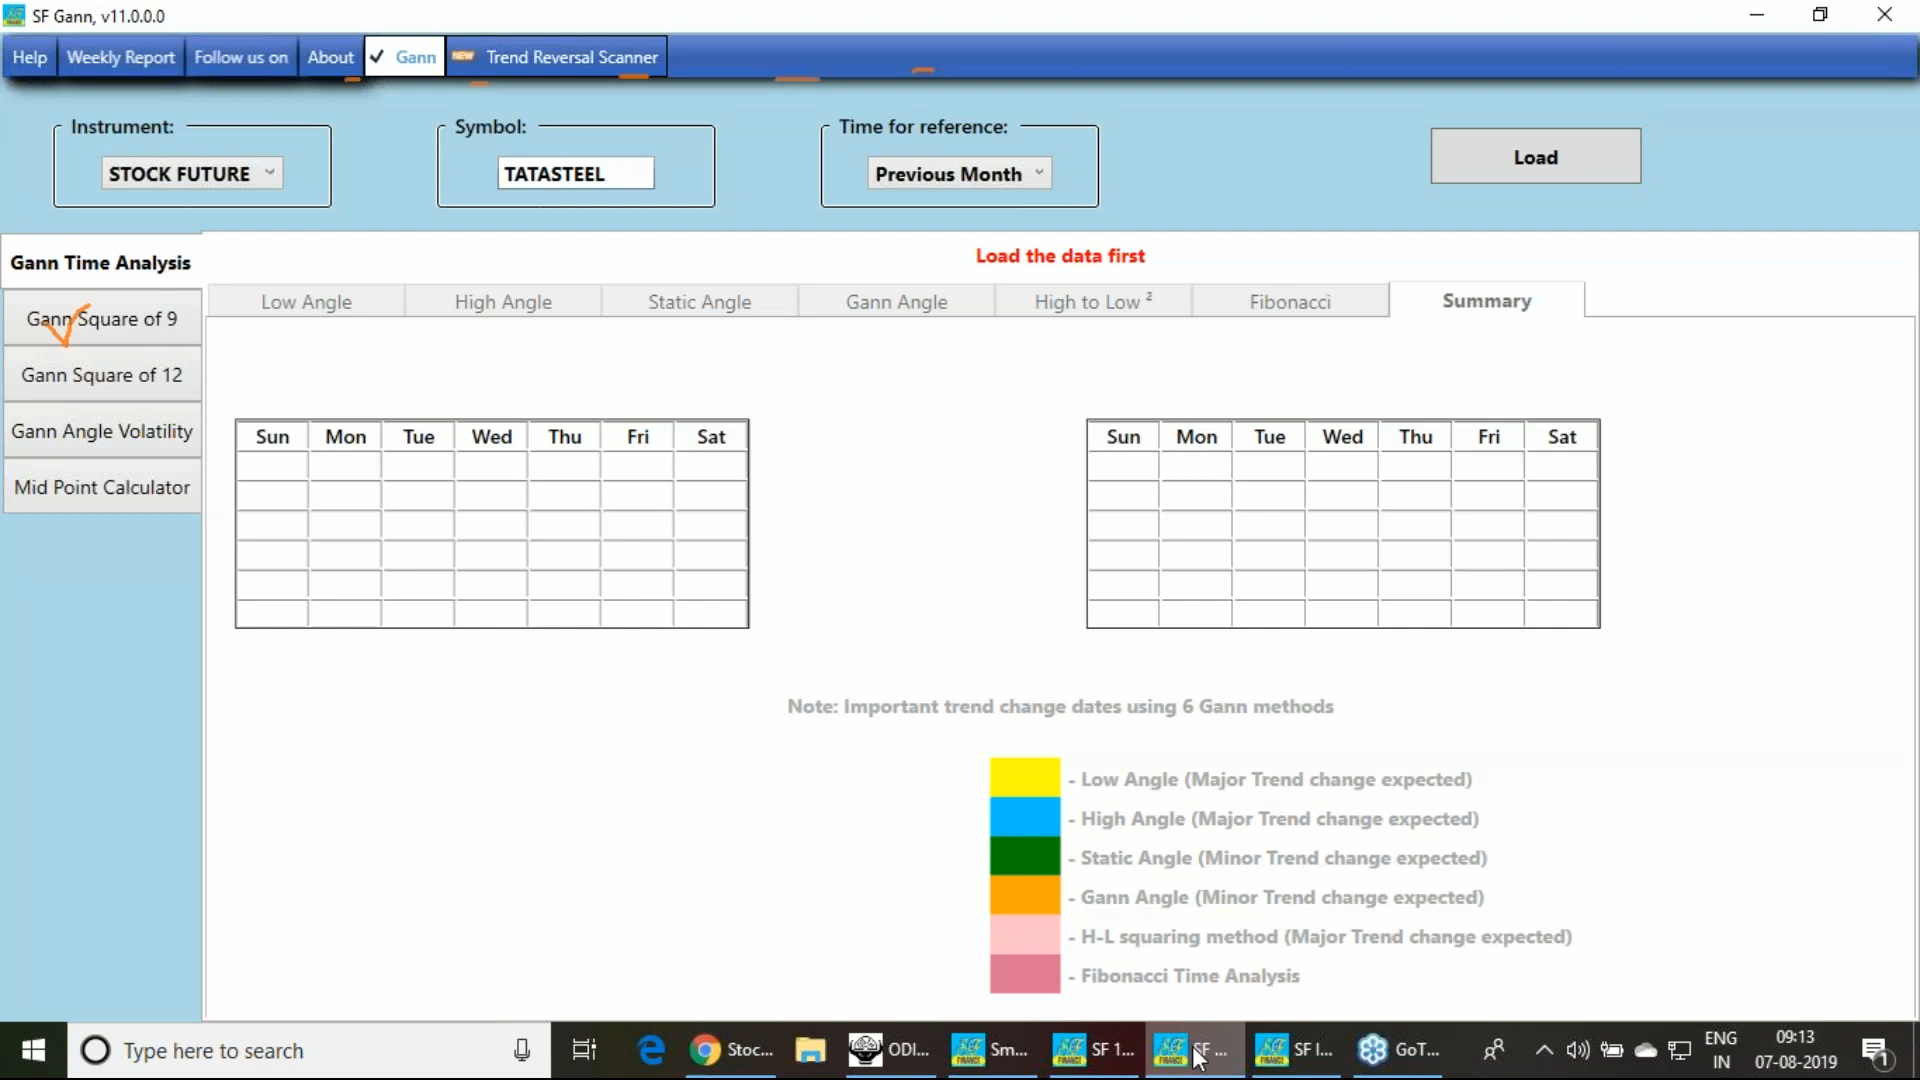 SF Gann, v11.0.0.0
Help Weekly Report Follow us on About ✓ Gann NEW Trend Reversal Scanner
Instrument: Symbol: Time for reference:
STOCK FUTURE TATASTEEL Previous Month Load
Gann Time Analysis
Load the data first
Low Angle High Angle Static Angle Gann Angle High to Low ² Fibonacci Summary
Gann Square of 9
Gann Square of 12
Gann Angle Volatility
Mid Point Calculator
Sun Mon Tue Wed Thu Fri Sat
Sun Mon Tue Wed Thu Fri Sat
Note: Important trend change dates using 6 Gann methods
- Low Angle (Major Trend change expected)
- High Angle (Major Trend change expected)
- Static Angle (Minor Trend change expected)
- Gann Angle (Minor Trend change expected)
- H-L squaring method (Major Trend change expected)
- Fibonacci Time Analysis
Type here to search
Stoc... ODI... Sm... SF 1... SF ... SF I... GoT...
ENG
IN
09:13
07-08-2019
1